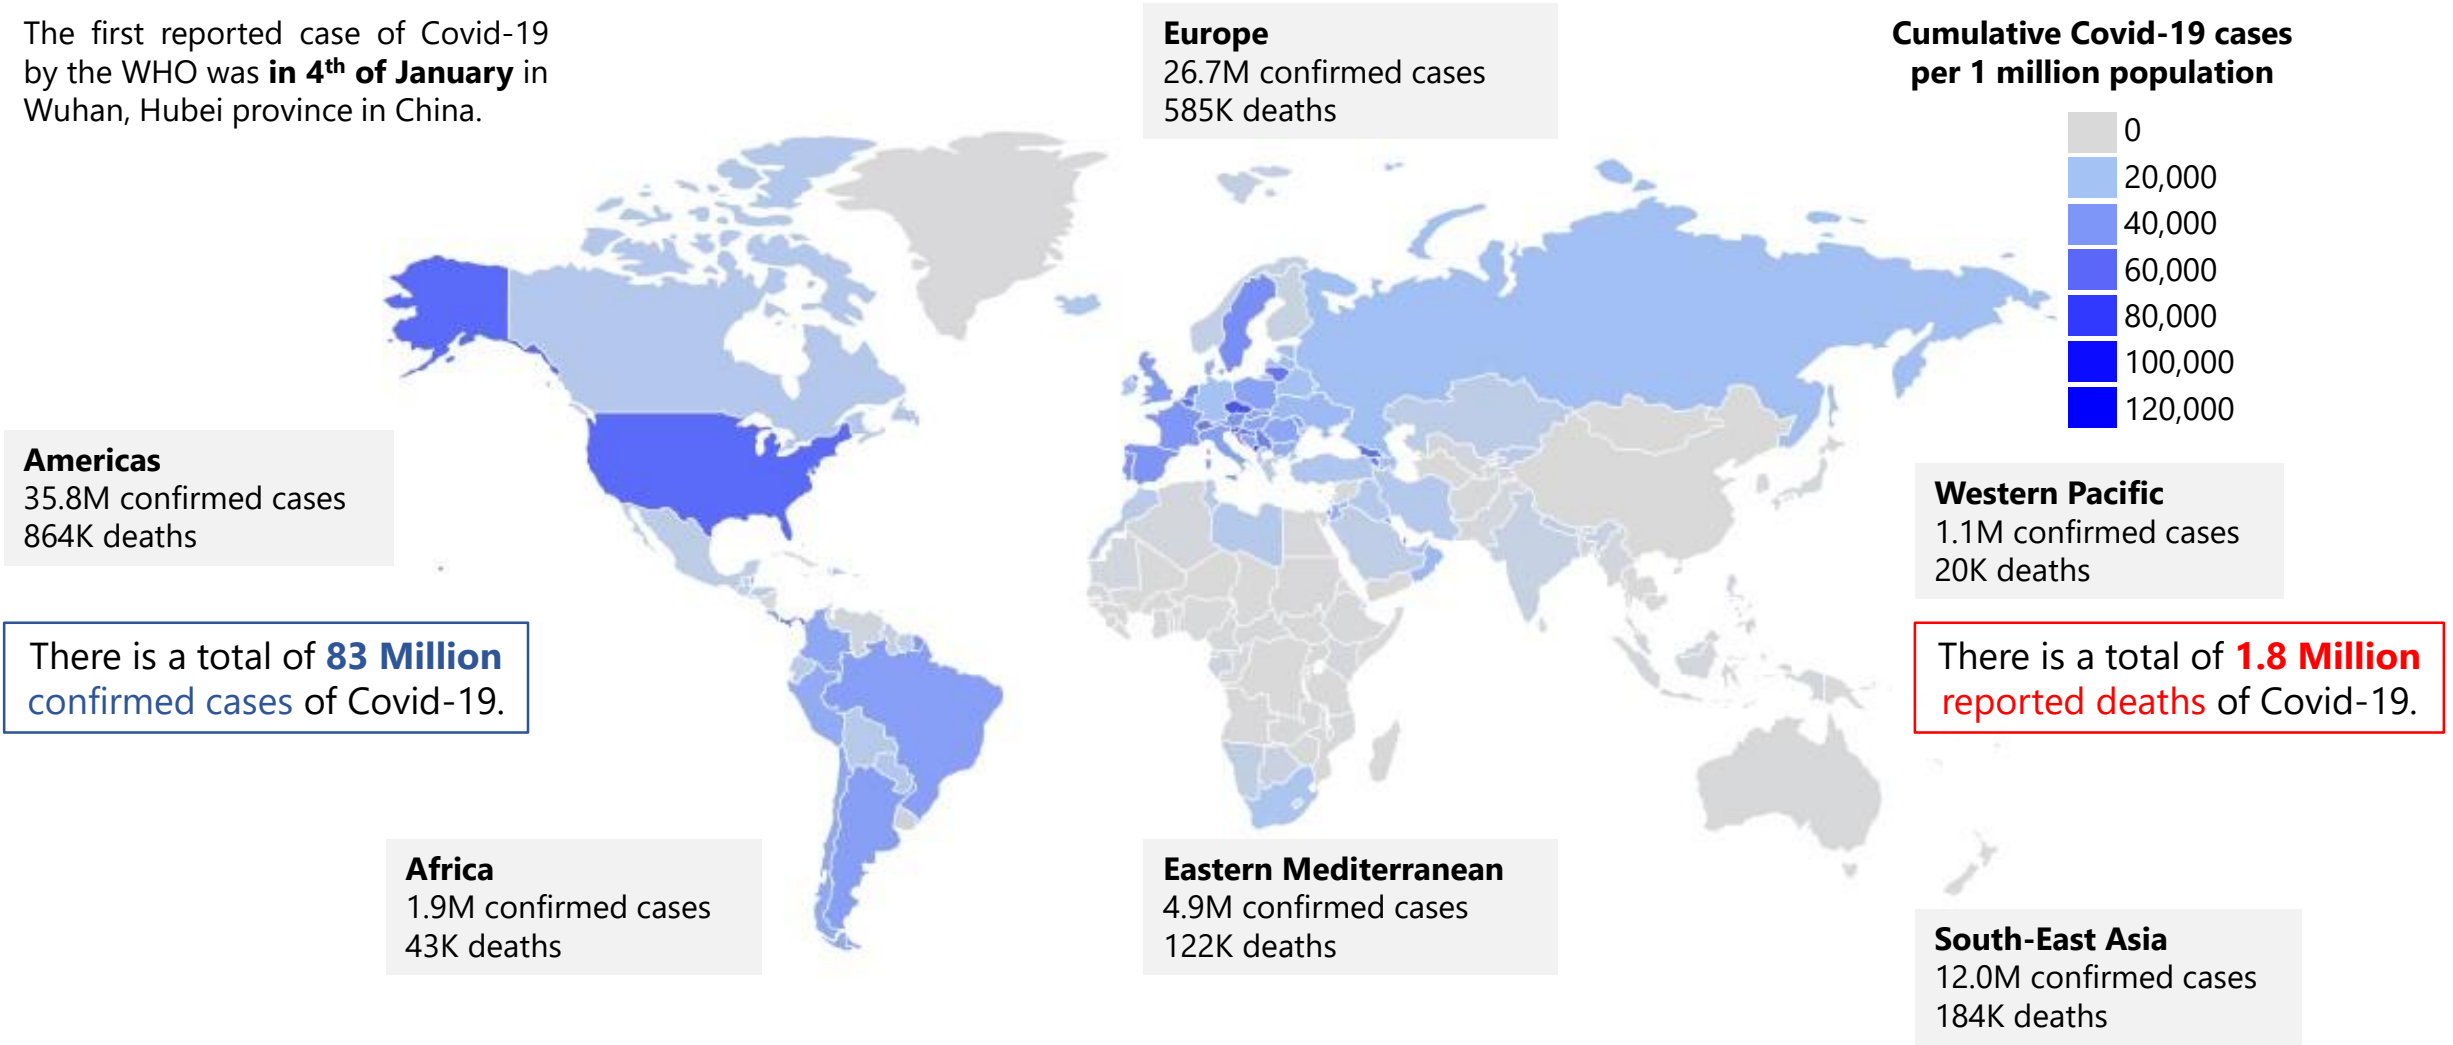 The first reported case of Covid-19
by the WHO was in 4th of January in
Wuhan, Hubei province in China.
Europe
26.7M confirmed cases
585K deaths
Cumulative Covid-19 cases
per 1 million population
0
20,000
40,000
60,000
80,000
100,000
120,000
Americas
35.8M confirmed cases
864K deaths
Western Pacific
1.1M confirmed cases
20K deaths
There is a total of 83 Million
confirmed cases of Covid-19.
There is a total of 1.8 Million
reported deaths of Covid-19.
Africa
1.9M confirmed cases
43K deaths
Eastern Mediterranean
4.9M confirmed cases
122K deaths
South-East Asia
12.0M confirmed cases
184K deaths